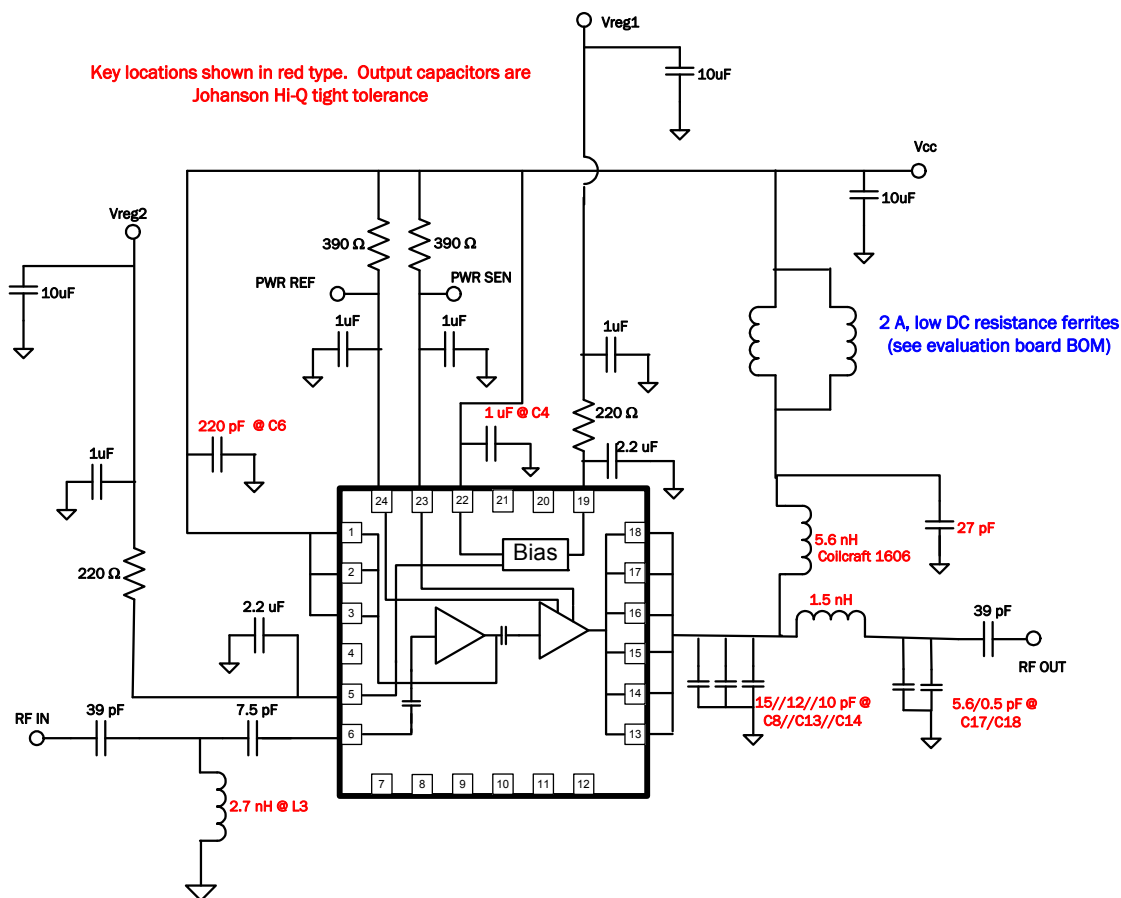 Vreg1
Key locations shown in red type. Output capacitors are
Johanson Hi-Q tight tolerance
10uF
Vcc
10uF
Vreg2
390 Ω
390 Ω
PWR REF
PWR SEN
10uF
1uF
1uF
1uF
2 A, low DC resistance ferrites
(see evaluation board BOM)
220 pF @ C6
1 uF @ C4
220 Ω
1uF
2.2 uF
24
23
22
21
20
19
27 pF
1
18
5.6 nH
Coilcraft 1606
Bias
220 Ω
2
17
2.2 uF
3
16
1.5 nH
39 pF
4
15
RF OUT
5
14
15//12//10 pF @
C8//C13//C14
5.6/0.5 pF @
C17/C18
RF IN
39 pF
7.5 pF
6
13
7
8
9
10
11
12
2.7 nH @ L3